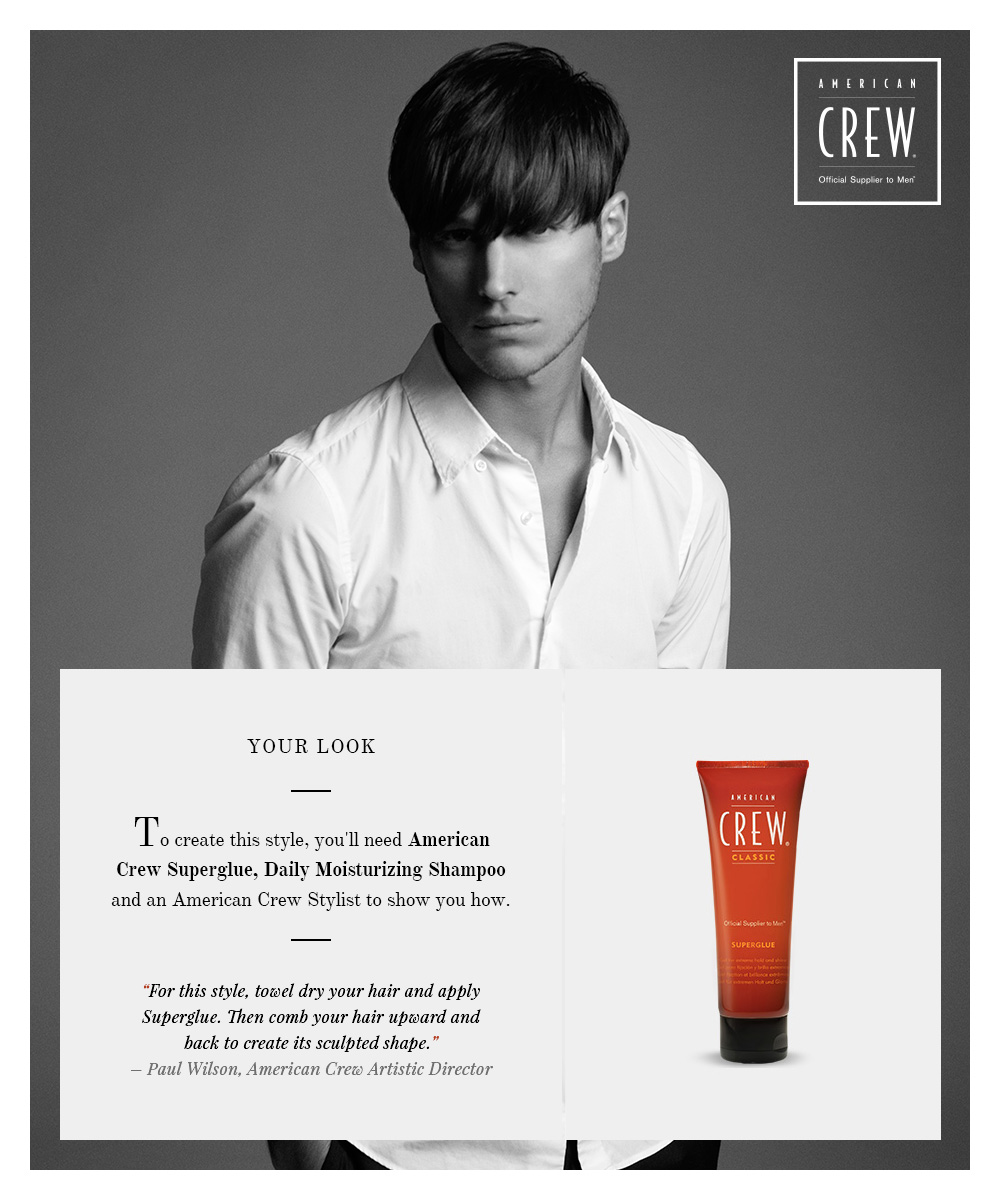 AMERICAN
CREW
Official Supplier to Men
YOUR LOOK
To create this style, you'll need American
Crew Superglue, Daily Moisturizing Shampoo
and an American Crew Stylist to show you how.
“For this style, towel dry your hair and apply
Superglue. Then comb your hair upward and
back to create its sculpted shape.”
– Paul Wilson, American Crew Artistic Director
AMERICAN
CREW
CLASSIC
Official Supplier to Men
SUPERGLUE